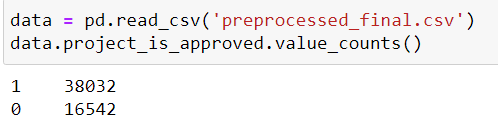 data = pd.read_csv('preprocessed_final.csv')
data.project_is_approved.value_counts()
1 38032
0 16542